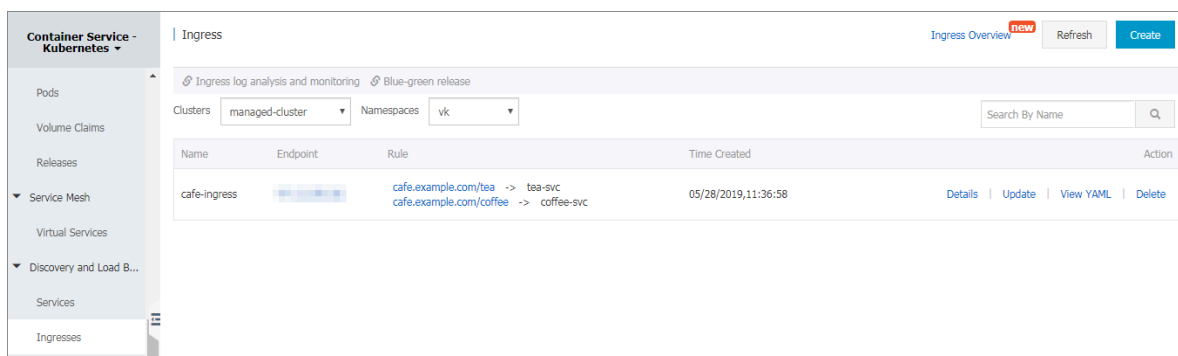 Container Service -
Kubernetes
Pods
Volume Claims
Releases
Service Mesh
Virtual Services
Discovery and Load B...
Services
Ingresses
Ingress
Ingress Overview new Refresh Create
Ingress log analysis and monitoring Blue-green release
Clusters managed-cluster Namespaces vk Search By Name
Name Endpoint Rule Time Created Action
cafe-ingress cafe.example.com/tea -> tea-svc 05/28/2019,11:36:58 Details | Update | View YAML | Delete
cafe.example.com/coffee -> coffee-svc